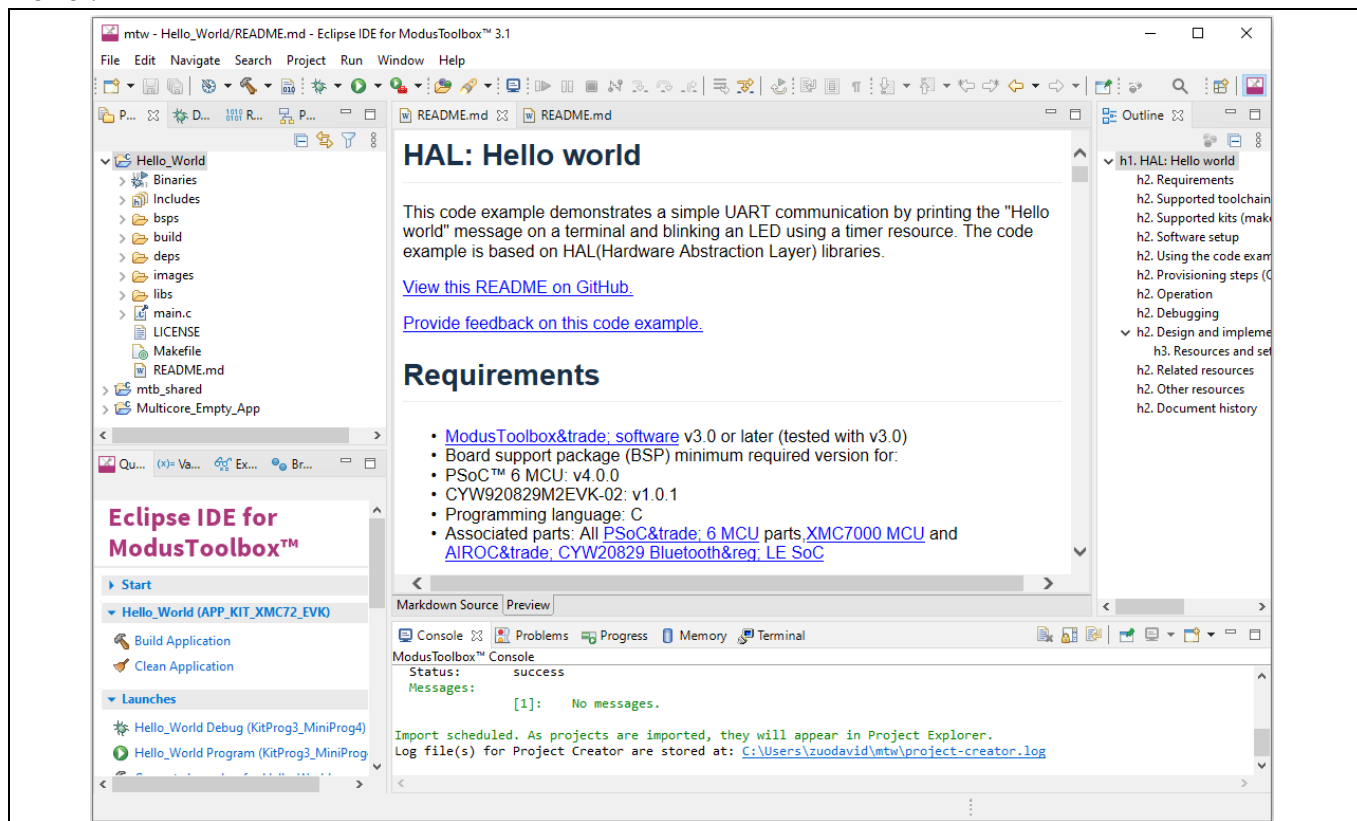 mtw - Hello_World/README.md - Eclipse IDE for ModusToolbox™ 3.1
File Edit Navigate Search Project Run Window Help
P... D... R... P...
Hello_World
Binaries
Includes
bsps
build
deps
images
libs
main.c
LICENSE
Makefile
README.md
mtb_shared
Multicore_Empty_App
README.md README.md
HAL: Hello world
This code example demonstrates a simple UART communication by printing the "Hello
world" message on a terminal and blinking an LED using a timer resource. The code
example is based on HAL(Hardware Abstraction Layer) libraries.
View this README on GitHub.
Provide feedback on this code example.
Requirements
• ModusToolbox&trade; software v3.0 or later (tested with v3.0)
• Board support package (BSP) minimum required version for:
• PSoC™ 6 MCU: v4.0.0
• CYW920829M2EVK-02: v1.0.1
• Programming language: C
• Associated parts: All PSoC&trade; 6 MCU parts,XMC7000 MCU and
AIROC&trade; CYW20829 Bluetooth&reg; LE SoC
Markdown Source Preview
Outline
h1. HAL: Hello world
h2. Requirements
h2. Supported toolchain
h2. Supported kits (make
h2. Software setup
h2. Using the code exam
h2. Provisioning steps (C
h2. Operation
h2. Debugging
h2. Design and impleme
h3. Resources and set
h2. Related resources
h2. Other resources
h2. Document history
Qu... (x)= Va... Ex... Br...
Eclipse IDE for
ModusToolbox™
Start
Hello_World (APP_KIT_XMC72_EVK)
Build Application
Clean Application
Launches
Hello_World Debug (KitProg3_MiniProg4)
Hello_World Program (KitProg3_MiniProg
Console Problems Progress Memory Terminal
ModusToolbox™ Console
Status: success
Messages:
[1]: No messages.
Import scheduled. As projects are imported, they will appear in Project Explorer.
Log file(s) for Project Creator are stored at: C:\Users\zuodavid\mtw\project-creator.log